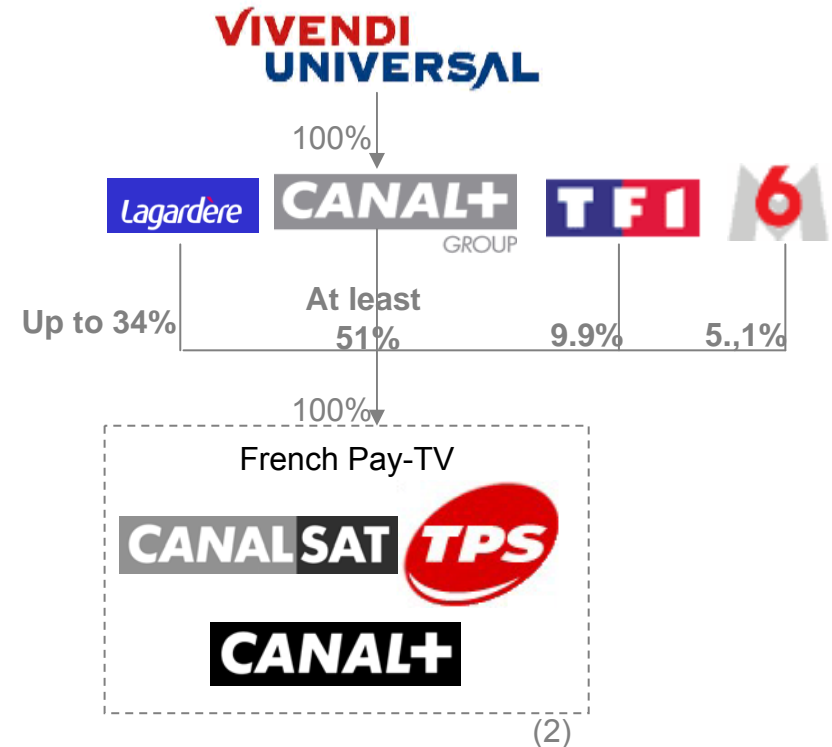 VIVENDI
UNIVERSAL
100%
Lagardère
CANAL+
GROUP
TF1
M6
Up to 34%
At least
51%
9.9%
5.,1%
100%
French Pay-TV
CANALSAT
TPS
CANAL+
(2)